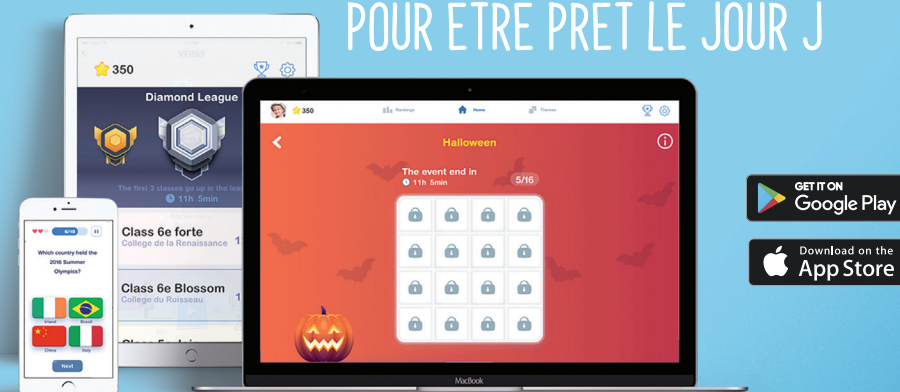 POUR ETRE PRET LE JOUR J
VERBS
350
Diamond League
The first 3 classes go up in the
11h 5min
Class 6e forte
College de la Renaissance
Class 6e Blossom
College du Ruisseau
6/10
Which country held the
2016 Summer
Olympics?
Irland
Brasil
China
Italy
Next
350
Rankings
Home
Themes
Halloween
The event end in
11h 5min
5/16
MacBook
GET IT ON
Google Play
Download on the
App Store